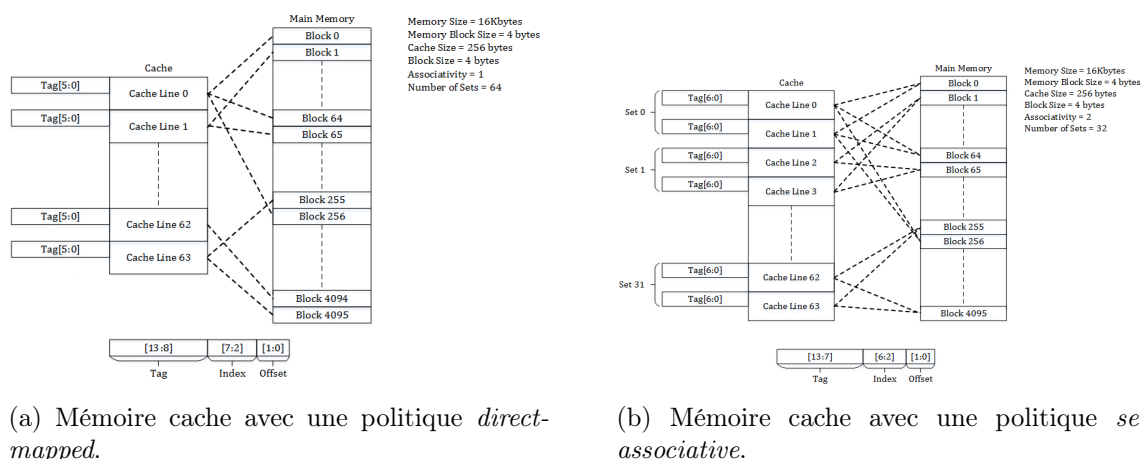 Main Memory
Block 0
Block 1
Block 64
Block 65
Block 255
Block 256
Block 4094
Block 4095
Cache
Tag[5:0]
Cache Line 0
Tag[5:0]
Cache Line 1
Tag[5:0]
Cache Line 62
Tag[5:0]
Cache Line 63
Memory Size = 16Kbytes
Memory Block Size = 4 bytes
Cache Size = 256 bytes
Block Size = 4 bytes
Associativity = 1
Number of Sets = 64
[13:8] [7:2] [1:0]
Tag Index Offset
(a) Mémoire cache avec une politique direct-
mapped.
Main Memory
Block 0
Block 1
Block 64
Block 65
Block 255
Block 256
Block 4095
Cache
Set 0
Tag[6:0]
Cache Line 0
Tag[6:0]
Cache Line 1
Set 1
Tag[6:0]
Cache Line 2
Tag[6:0]
Cache Line 3
Set 31
Tag[6:0]
Cache Line 62
Tag[6:0]
Cache Line 63
Memory Size = 16Kbytes
Memory Block Size = 4 bytes
Cache Size = 256 bytes
Block Size = 4 bytes
Associativity = 2
Number of Sets = 32
[13:7] [6:2] [1:0]
Tag Index Offset
(b) Mémoire cache avec une politique se
associative.